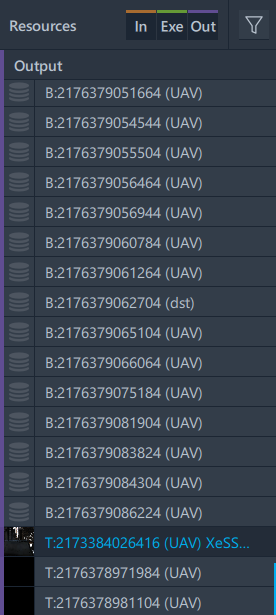 Resources In Exe Out
Output
B:2176379051664 (UAV)
B:2176379054544 (UAV)
B:2176379055504 (UAV)
B:2176379056464 (UAV)
B:2176379056944 (UAV)
B:2176379060784 (UAV)
B:2176379061264 (UAV)
B:2176379062704 (dst)
B:2176379065104 (UAV)
B:2176379066064 (UAV)
B:2176379075184 (UAV)
B:2176379081904 (UAV)
B:2176379083824 (UAV)
B:2176379084304 (UAV)
B:2176379086224 (UAV)
T:2173384026416 (UAV) XeSS...
T:2176378971984 (UAV)
T:2176378981104 (UAV)